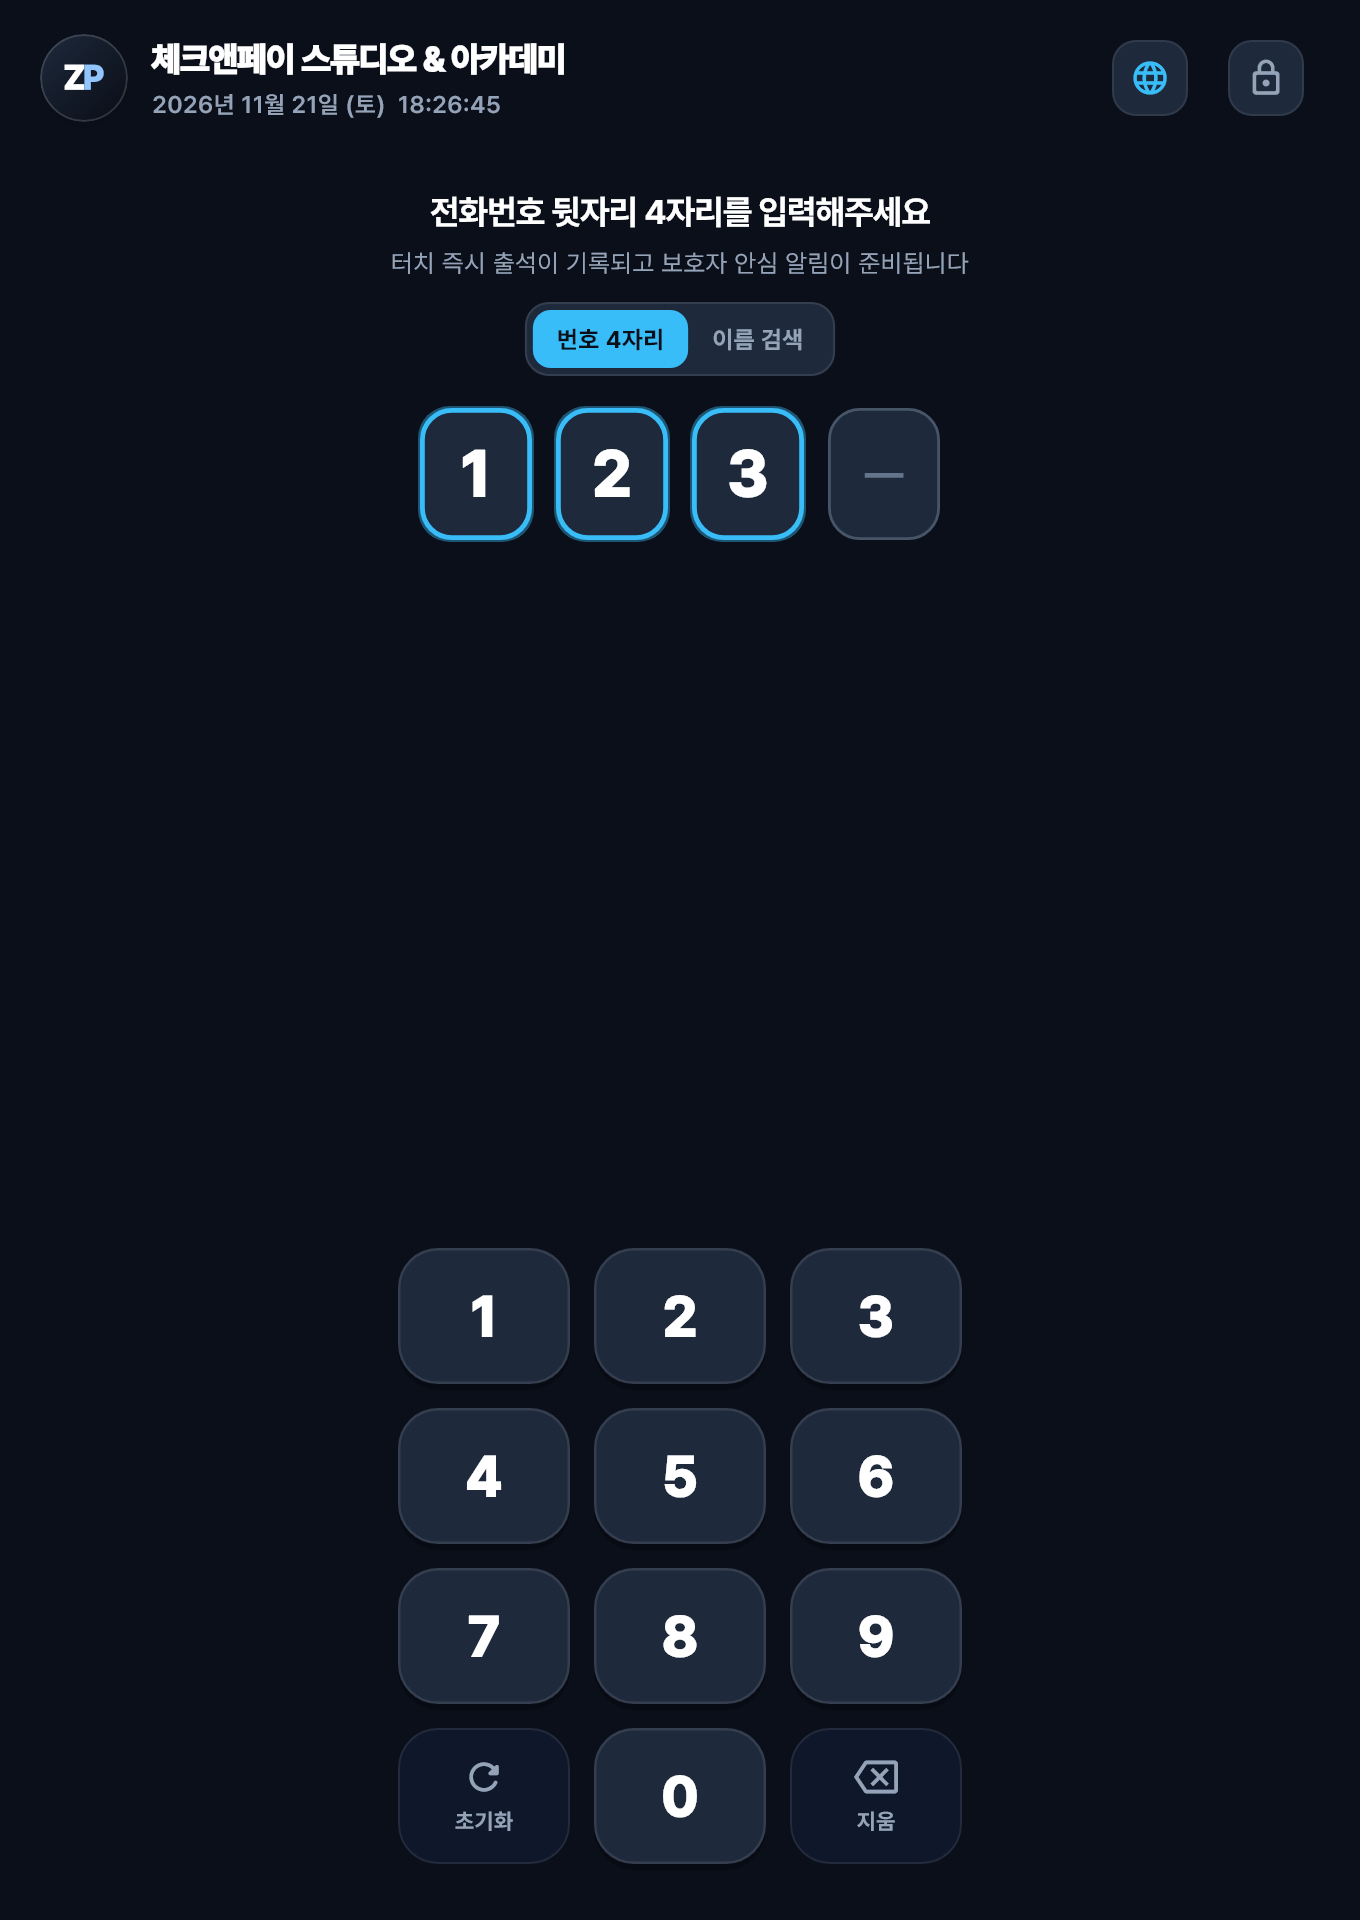 ZP
체크앤페이 스튜디오 & 아카데미
2026년 11월 21일 (토) 18:26:45
전화번호 뒷자리 4자리를 입력해주세요
터치 즉시 출석이 기록되고 보호자 안심 알림이 준비됩니다
번호 4자리 이름 검색
1 2 3 —
1 2 3
4 5 6
7 8 9
초기화 0 지움